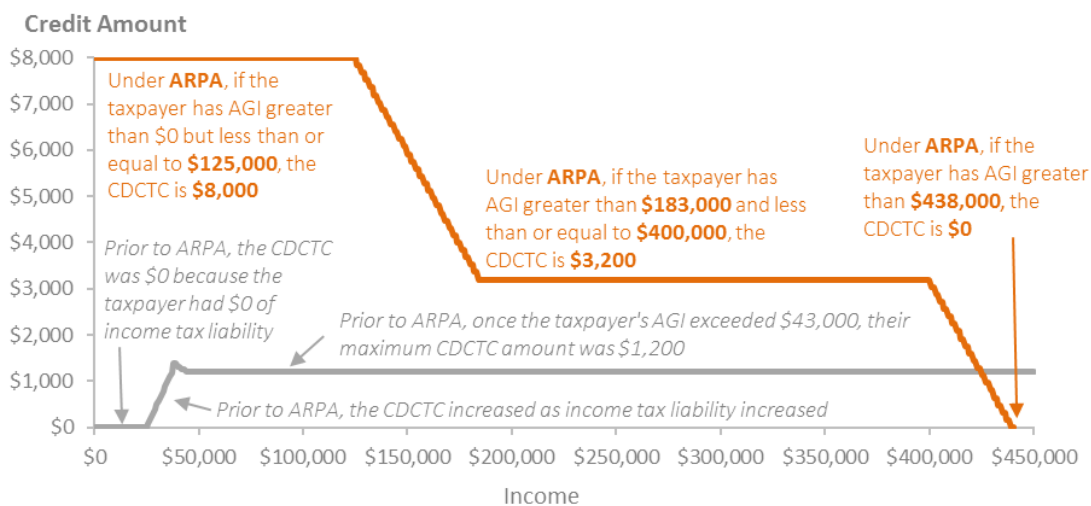 Credit Amount
$8,000
$7,000
$6,000
$5,000
$4,000
$3,000
$2,000
$1,000
$0
Under ARPA, if the
taxpayer has AGI greater
than $0 but less than or
equal to $125,000, the
CDCTC is $8,000
Under ARPA, if the taxpayer has
AGI greater than $183,000 and less
than or equal to $400,000, the
CDCTC is $3,200
Under ARPA, if the
taxpayer has AGI greater
than $438,000, the
CDCTC is $0
Prior to ARPA, the CDCTC
was $0 because the
taxpayer had $0 of
income tax liability
Prior to ARPA, once the taxpayer's AGI exceeded $43,000, their
maximum CDCTC amount was $1,200
Prior to ARPA, the CDCTC increased as income tax liability increased
$0 $50,000 $100,000 $150,000 $200,000 $250,000 $300,000 $350,000 $400,000 $450,000
Income